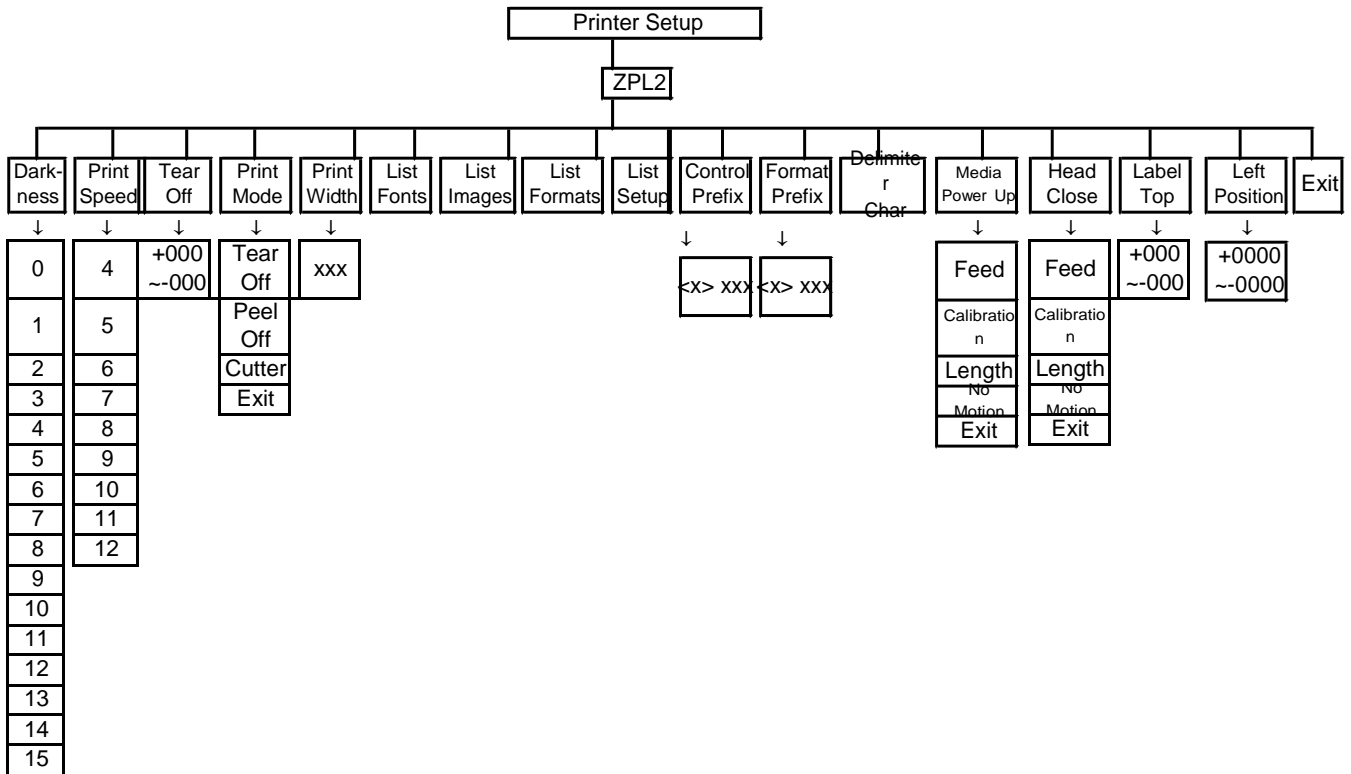 Printer Setup
ZPL2
Dark-
ness
Print
Speed
Tear
Off
Print
Mode
Print
Width
List
Fonts
List
Images
List
Formats
List
Setup
Control
Prefix
Format
Prefix
Delimite
r
Char
Media
Power Up
Head
Close
Label
Top
Left
Position
Exit
↓ ↓ ↓ ↓ ↓ ↓ ↓ ↓ ↓ ↓ ↓
0
1
2
3
4
5
6
7
8
9
10
11
12
13
14
15
4
5
6
7
8
9
10
11
12
+000
~-000
Tear
Off
Peel
Off
Cutter
Exit
xxx
<x> xxx
<x> xxx
Feed
Calibratio
n
Length
No
Motion
Exit
Feed
Calibratio
n
Length
No
Motion
Exit
+000
~-000
+0000
~-0000